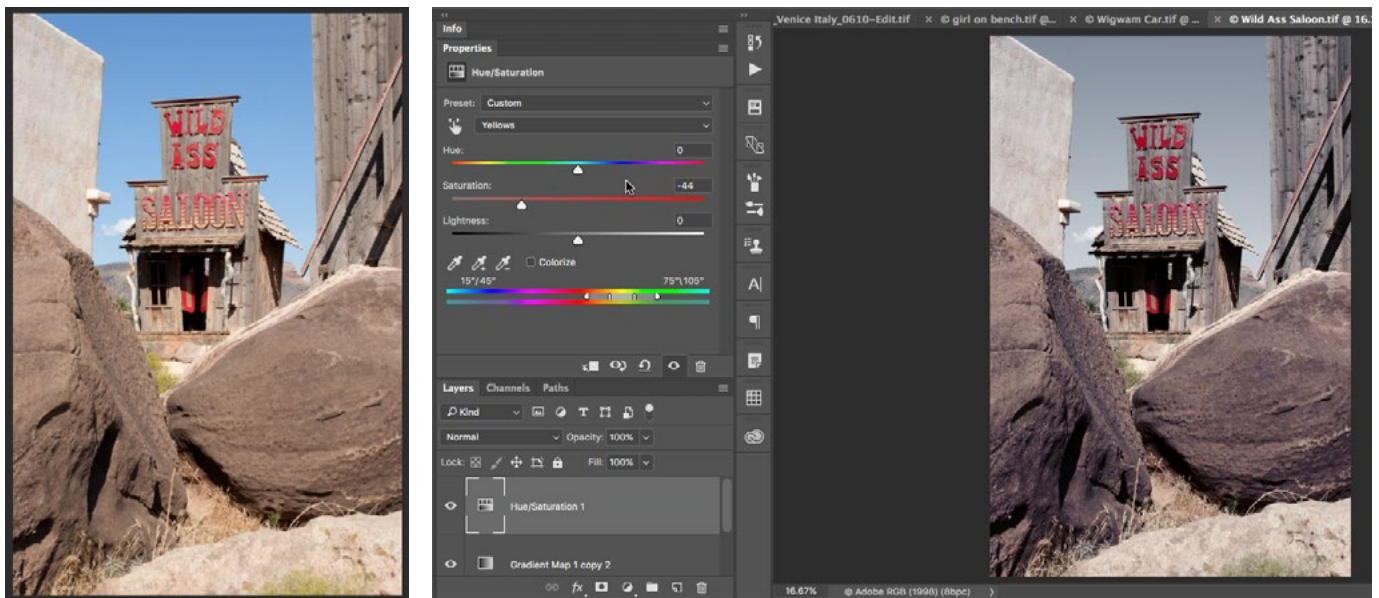 WILD
ASS
SALOON
Info
Properties
Hue/Saturation
Preset: Custom
Yellows
Hue: 0
Saturation: -44
Lightness: 0
Colorize
15°/45° 75°\105°
Layers Channels Paths
Kind
Normal Opacity: 100%
Lock: Fill: 100%
Hue/Saturation 1
Gradient Map 1 copy 2
fx
_Venice Italy_0610-Edit.tif × © girl on bench.tif @... × © Wigwam Car.tif @ ... × © Wild Ass Saloon.tif @ 16.
WILD
ASS
SALOON
16.67% © Adobe RGB (1998) (8bpc)